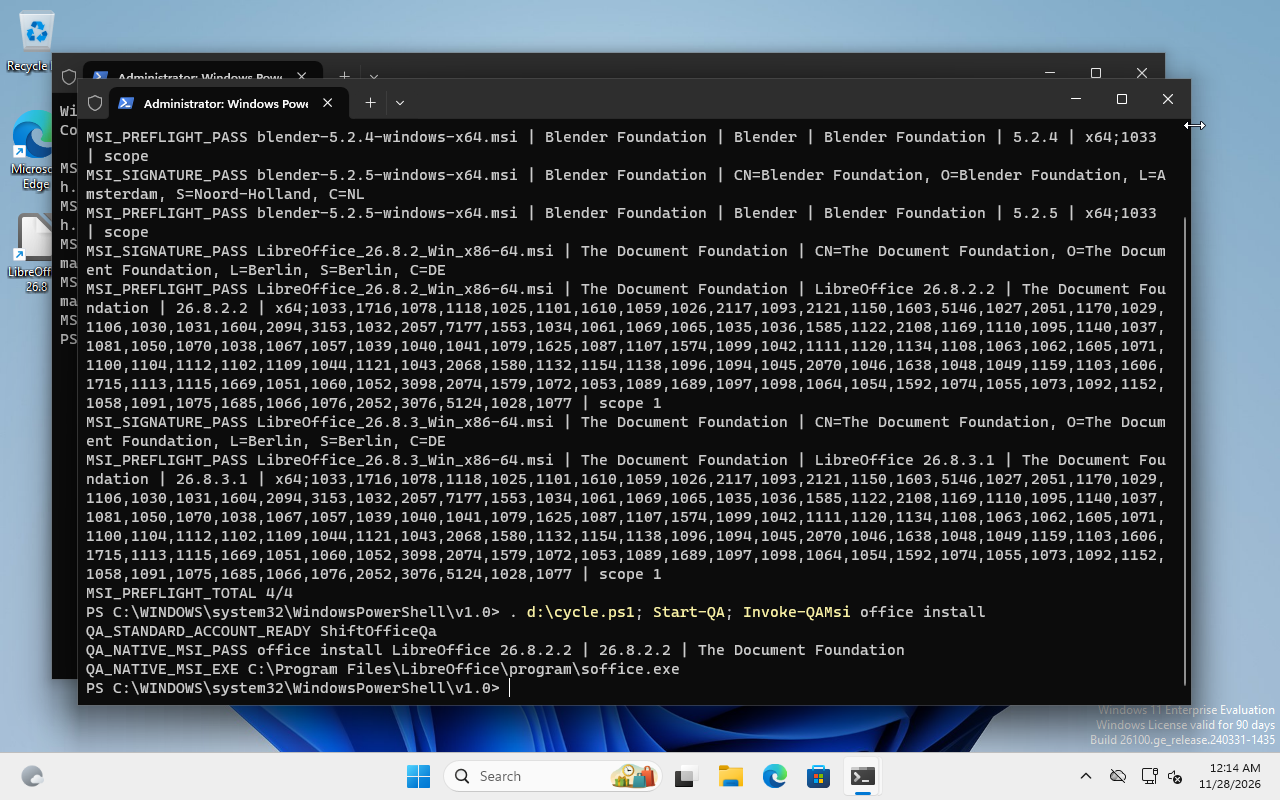 Recycle
Microso
Edge
LibreOffi
26.8
Administrator: Windows Powe
Wi
Co
MS
h.
MS
h.
MS
ma
MS
ma
MS
PS
Administrator: Windows Powe
MSI_PREFLIGHT_PASS blender-5.2.4-windows-x64.msi | Blender Foundation | Blender | Blender Foundation | 5.2.4 | x64;1033
| scope
MSI_SIGNATURE_PASS blender-5.2.5-windows-x64.msi | Blender Foundation | CN=Blender Foundation, O=Blender Foundation, L=A
msterdam, S=Noord-Holland, C=NL
MSI_PREFLIGHT_PASS blender-5.2.5-windows-x64.msi | Blender Foundation | Blender | Blender Foundation | 5.2.5 | x64;1033
| scope
MSI_SIGNATURE_PASS LibreOffice_26.8.2_Win_x86-64.msi | The Document Foundation | CN=The Document Foundation, O=The Docum
ent Foundation, L=Berlin, S=Berlin, C=DE
MSI_PREFLIGHT_PASS LibreOffice_26.8.2_Win_x86-64.msi | The Document Foundation | LibreOffice 26.8.2.2 | The Document Fou
ndation | 26.8.2.2 | x64;1033,1716,1078,1118,1025,1101,1610,1059,1026,2117,1093,2121,1150,1603,5146,1027,2051,1170,1029,
1106,1030,1031,1604,2094,3153,1032,2057,7177,1553,1034,1061,1069,1065,1035,1036,1585,1122,2108,1169,1110,1095,1140,1037,
1081,1050,1070,1038,1067,1057,1039,1040,1041,1079,1625,1087,1107,1574,1099,1042,1111,1120,1134,1108,1063,1062,1605,1071,
1100,1104,1112,1102,1109,1044,1121,1043,2068,1580,1132,1154,1138,1096,1094,1045,2070,1046,1638,1048,1049,1159,1103,1606,
1715,1113,1115,1669,1051,1060,1052,3098,2074,1579,1072,1053,1089,1689,1097,1098,1064,1054,1592,1074,1055,1073,1092,1152,
1058,1091,1075,1685,1066,1076,2052,3076,5124,1028,1077 | scope 1
MSI_SIGNATURE_PASS LibreOffice_26.8.3_Win_x86-64.msi | The Document Foundation | CN=The Document Foundation, O=The Docum
ent Foundation, L=Berlin, S=Berlin, C=DE
MSI_PREFLIGHT_PASS LibreOffice_26.8.3_Win_x86-64.msi | The Document Foundation | LibreOffice 26.8.3.1 | The Document Fou
ndation | 26.8.3.1 | x64;1033,1716,1078,1118,1025,1101,1610,1059,1026,2117,1093,2121,1150,1603,5146,1027,2051,1170,1029,
1106,1030,1031,1604,2094,3153,1032,2057,7177,1553,1034,1061,1069,1065,1035,1036,1585,1122,2108,1169,1110,1095,1140,1037,
1081,1050,1070,1038,1067,1057,1039,1040,1041,1079,1625,1087,1107,1574,1099,1042,1111,1120,1134,1108,1063,1062,1605,1071,
1100,1104,1112,1102,1109,1044,1121,1043,2068,1580,1132,1154,1138,1096,1094,1045,2070,1046,1638,1048,1049,1159,1103,1606,
1715,1113,1115,1669,1051,1060,1052,3098,2074,1579,1072,1053,1089,1689,1097,1098,1064,1054,1592,1074,1055,1073,1092,1152,
1058,1091,1075,1685,1066,1076,2052,3076,5124,1028,1077 | scope 1
MSI_PREFLIGHT_TOTAL 4/4
PS C:\WINDOWS\system32\WindowsPowerShell\v1.0> . d:\cycle.ps1; Start-QA; Invoke-QAMsi office install
QA_STANDARD_ACCOUNT_READY ShiftOfficeQa
QA_NATIVE_MSI_PASS office install LibreOffice 26.8.2.2 | 26.8.2.2 | The Document Foundation
QA_NATIVE_MSI_EXE C:\Program Files\LibreOffice\program\soffice.exe
PS C:\WINDOWS\system32\WindowsPowerShell\v1.0>
Windows 11 Enterprise Evaluation
Windows License valid for 90 days
Build 26100.ge_release.240331-1435
Search
12:14 AM
11/28/2026